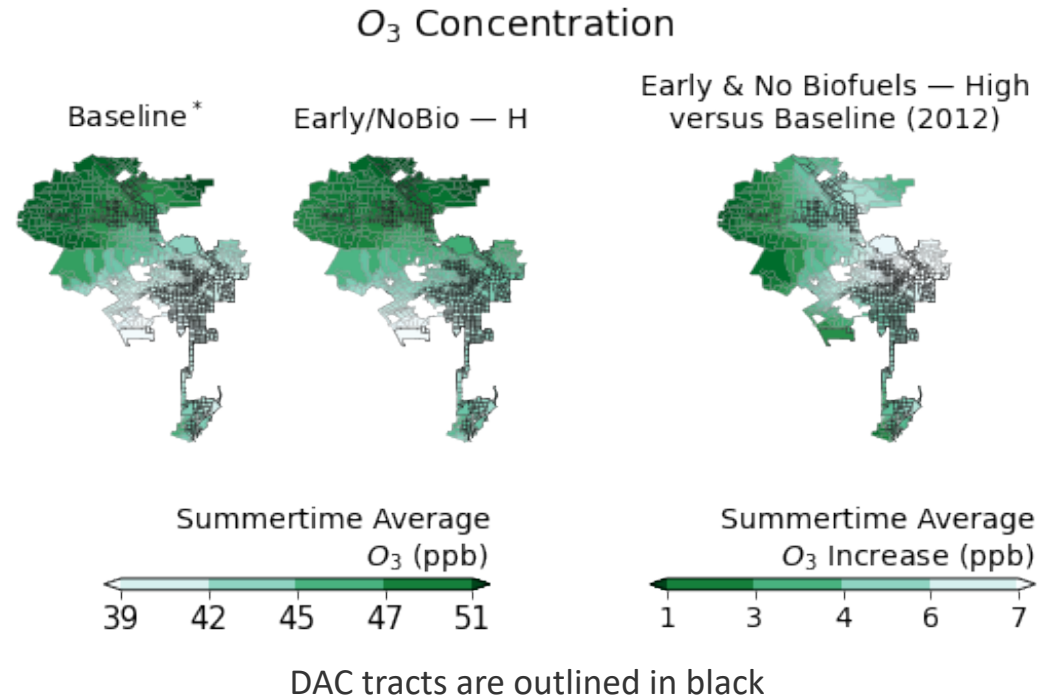 O₃ Concentration
Baseline*
Early/NoBio — H
Early & No Biofuels — High
versus Baseline (2012)
Summertime Average
O₃ (ppb)
39 42 45 47 51
Summertime Average
O₃ Increase (ppb)
1 3 4 6 7
DAC tracts are outlined in black